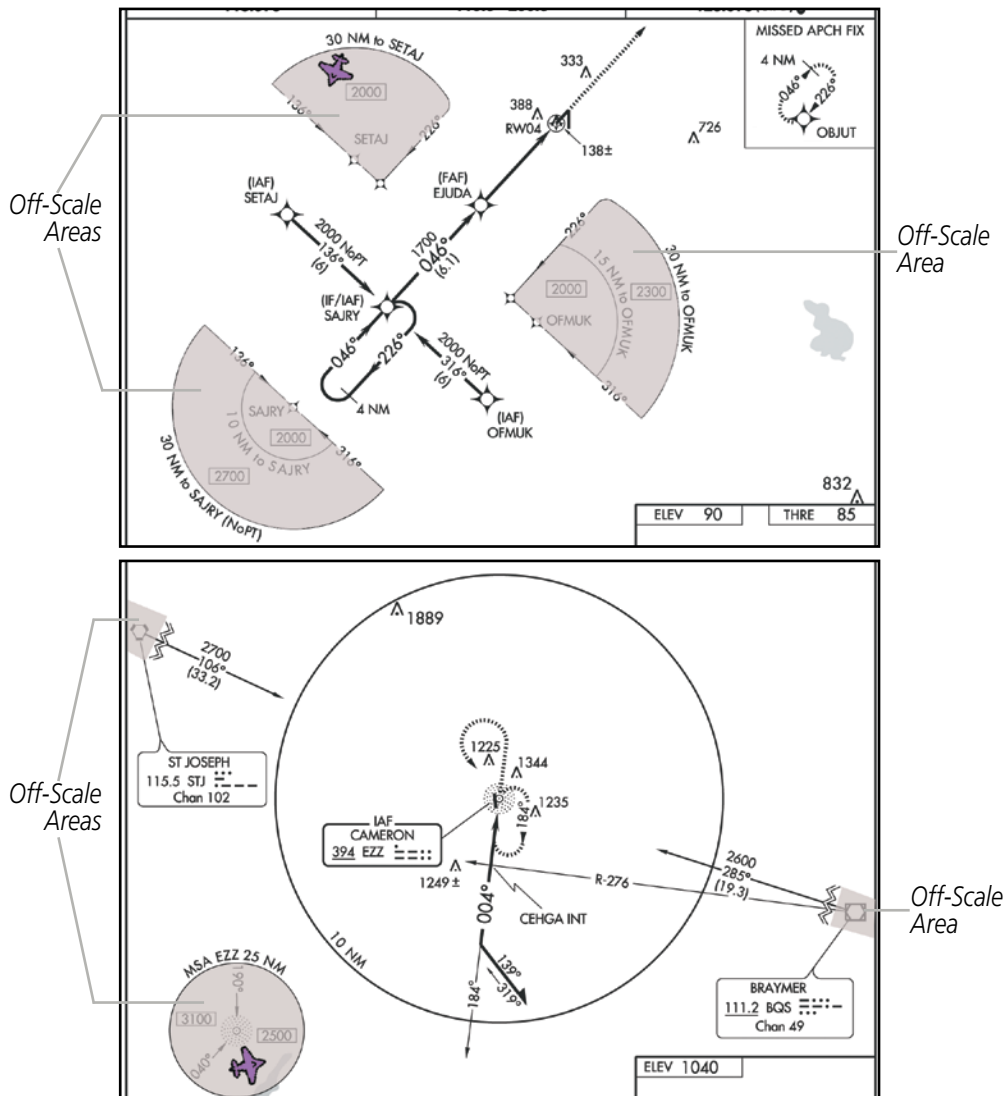 30 NM to SETAJ
2000
136°
226°
SETAJ
MISSED APCH FIX
4 NM
046°
226°
OBJUT
333
388
RW04
138±
726
Off-Scale
Areas
(IAF)
SETAJ
2000 NoPT
136°
(6)
(FAF)
EJUDA
1700
046°
(6.1)
(IF/IAF)
SAJRY
046°
226°
4 NM
2000 NoPT
316°
(6)
(IAF)
OFMUK
226°
30 NM to OFMUK
15 NM to OFMUK
2000
2300
OFMUK
316°
Off-Scale
Area
136°
SAJRY
2000
10 NM to SAJRY
316°
2700
30 NM to SAJRY (NoPT)
832
ELEV 90
THRE 85
1889
2700
106°
(33.2)
ST JOSEPH
115.5 STJ
Chan 102
Off-Scale
Areas
1225
1344
1235
184°
IAF
CAMERON
394 EZZ
1249±
R-276
2600
285°
(19.3)
004°
CEHGA INT
Off-Scale
Area
10 NM
139°
319°
184°
MSA EZZ 25 NM
190°
3100
2500
040°
BRAYMER
111.2 BQS
Chan 49
ELEV 1040